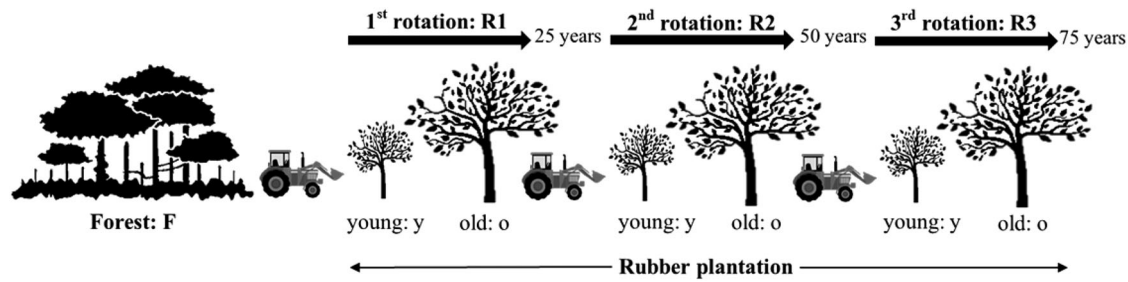 1st rotation: R1
25 years
2nd rotation: R2
50 years
3rd rotation: R3
75 years
Forest: F
young: y
old: o
young: y
old: o
young: y
old: o
Rubber plantation